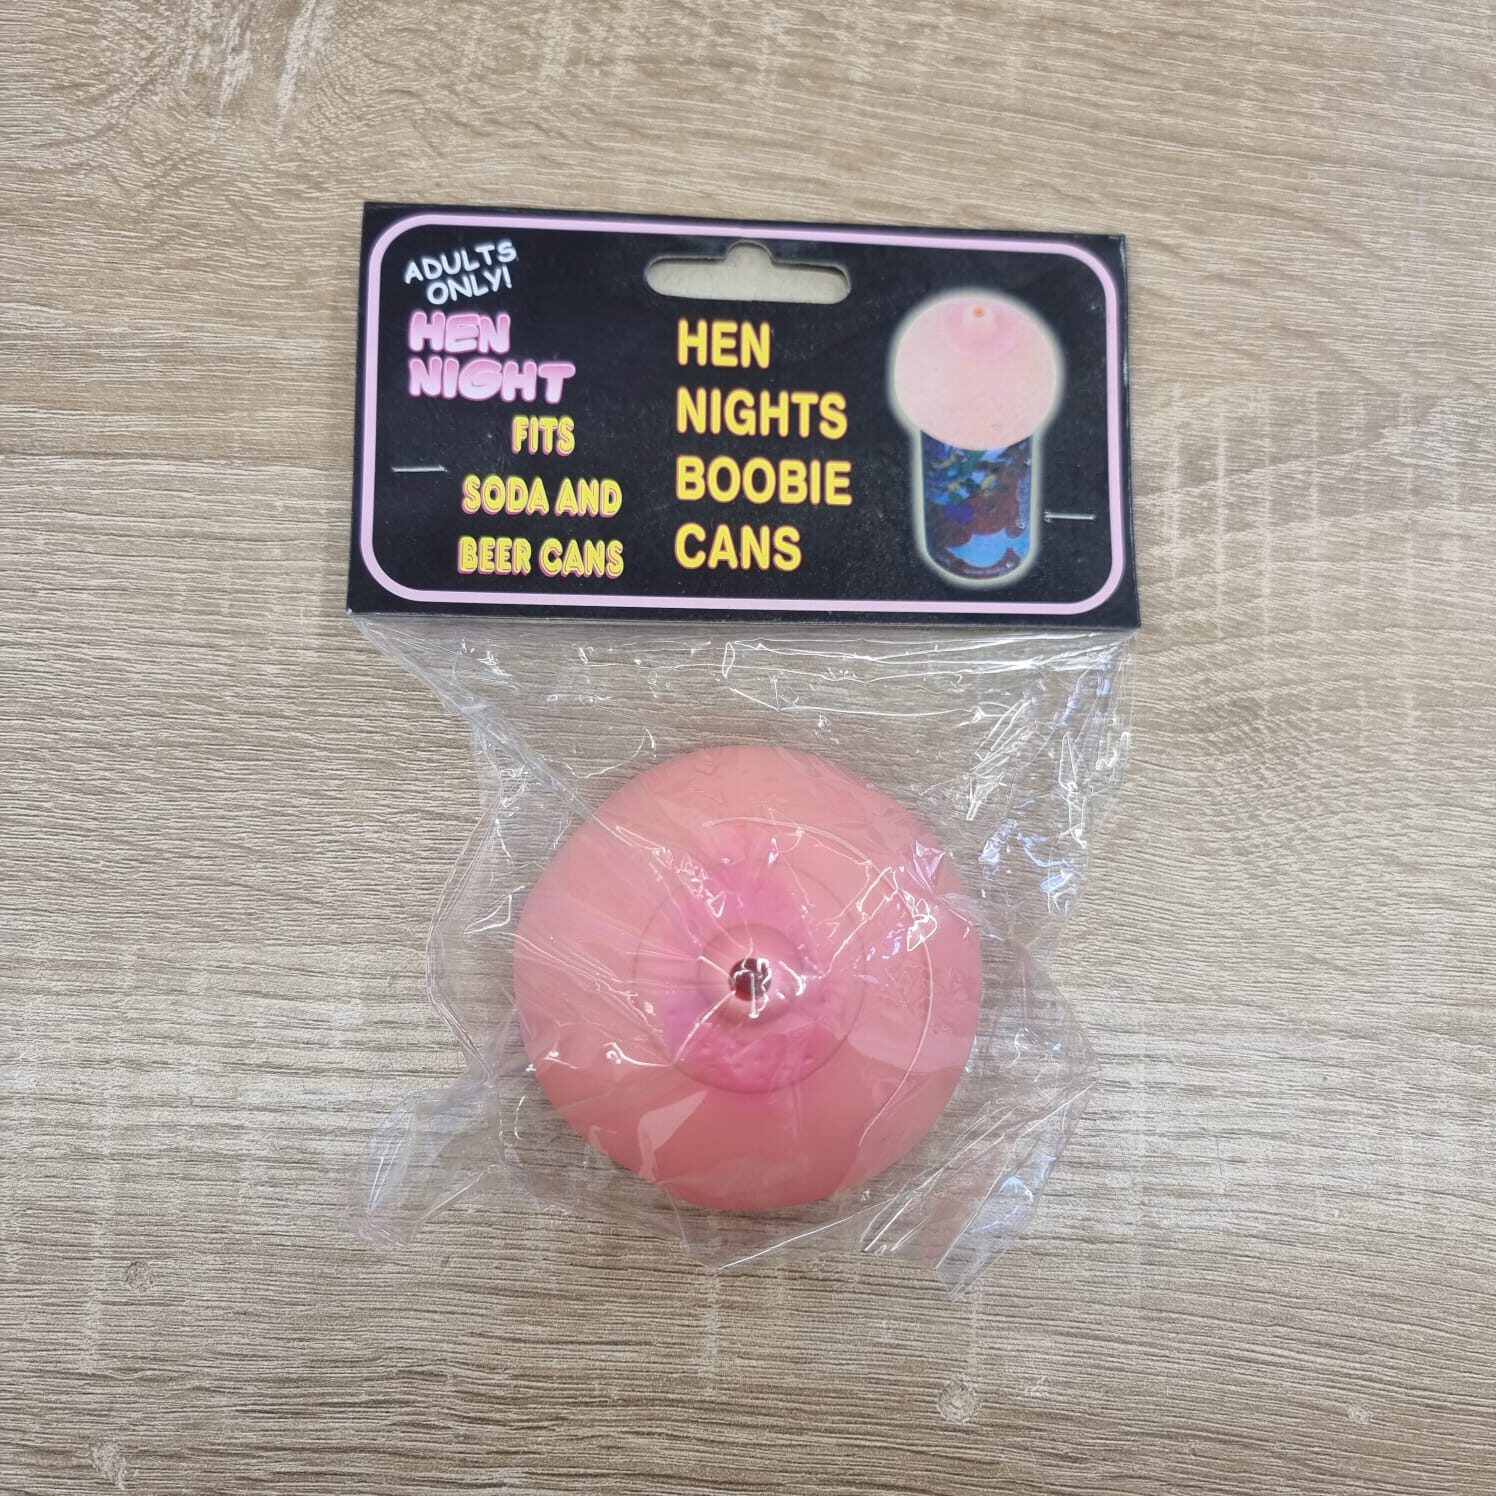 ADULTS
ONLY!
HEN
NIGHT
FITS
SODA AND
BEER CANS
HEN
NIGHTS
BOOBIE
CANS